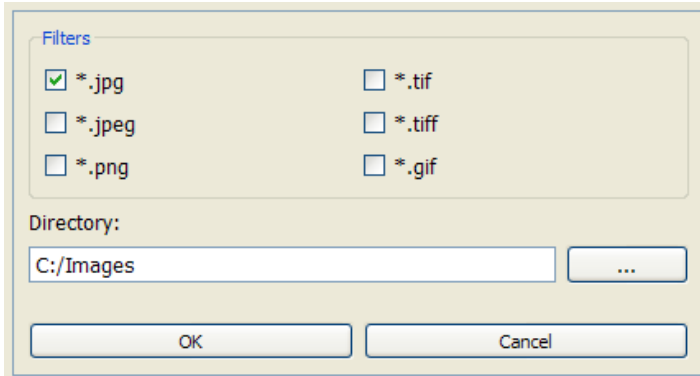 Filters
*.jpg
*.tif
*.jpeg
*.tiff
*.png
*.gif
Directory:
C:/Images
...
OK
Cancel